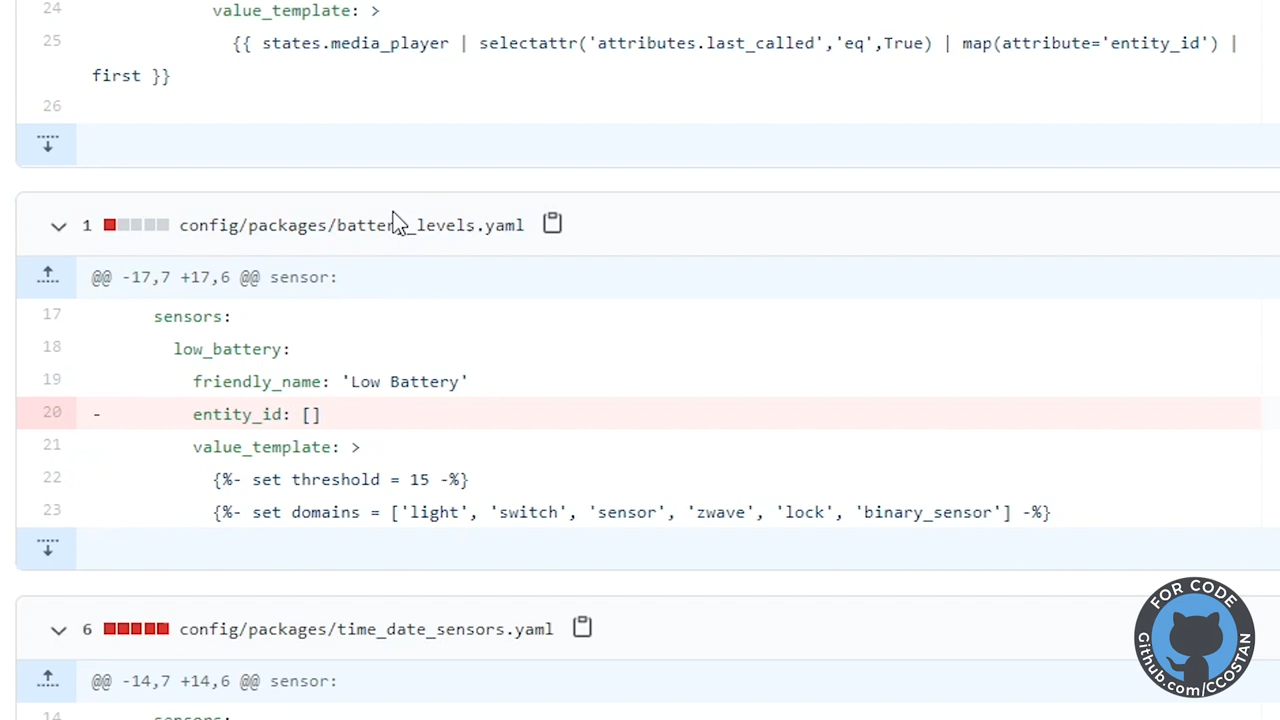 24 value_template: >
25 {{ states.media_player | selectattr('attributes.last_called','eq',True) | map(attribute='entity_id') |
first }}
26
1 config/packages/battery_levels.yaml
@@ -17,7 +17,6 @@ sensor:
17 sensors:
18 low_battery:
19 friendly_name: 'Low Battery'
20 - entity_id: []
21 value_template: >
22 {%- set threshold = 15 -%}
23 {%- set domains = ['light', 'switch', 'sensor', 'zwave', 'lock', 'binary_sensor'] -%}
6 config/packages/time_date_sensors.yaml
@@ -14,7 +14,6 @@ sensor:
14 sensors:
FOR CODE
Github.com/CCOSTAN